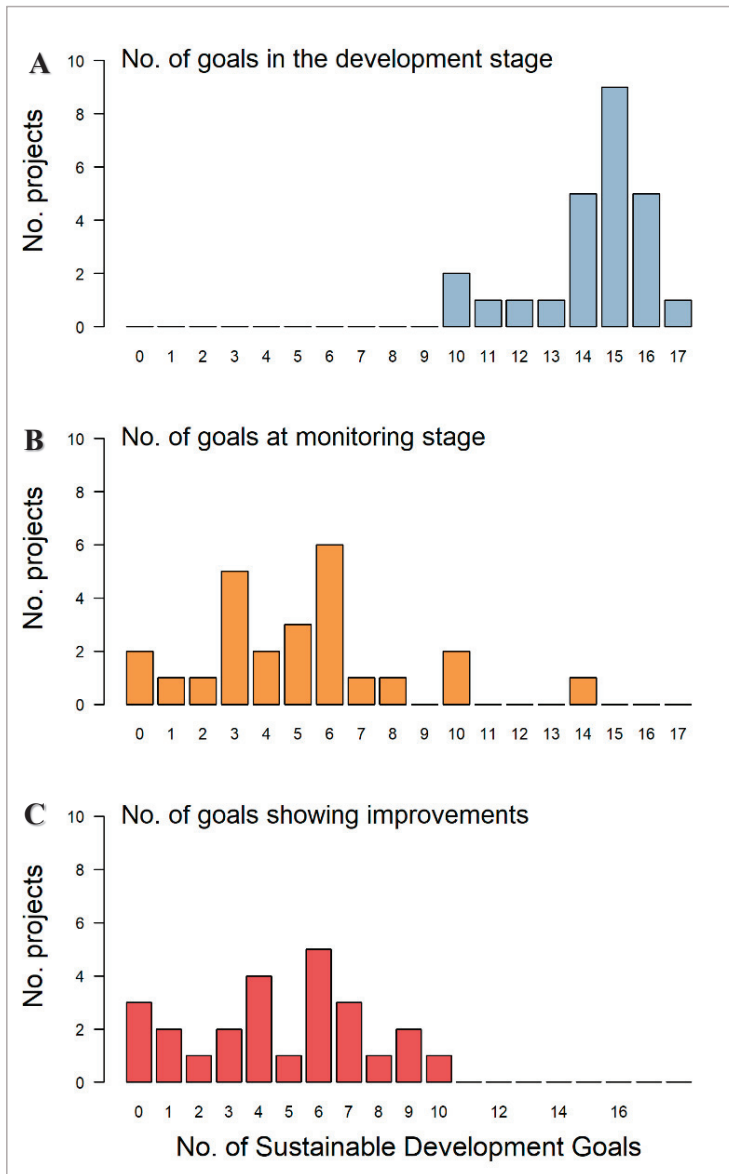 A
No. of goals in the development stage
No. projects
10
8
6
4
2
0
0 1 2 3 4 5 6 7 8 9 10 11 12 13 14 15 16 17
B
No. of goals at monitoring stage
No. projects
10
8
6
4
2
0
0 1 2 3 4 5 6 7 8 9 10 11 12 13 14 15 16 17
C
No. of goals showing improvements
No. projects
10
8
6
4
2
0
0 1 2 3 4 5 6 7 8 9 10 12 14 16
No. of Sustainable Development Goals